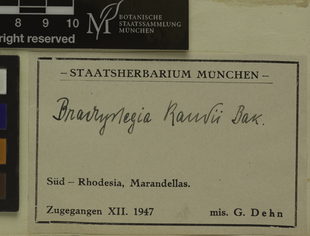 8 9 10
right reserved
BOTANISCHE
STAATSSAMMLUNG
MÜNCHEN
– STAATSHERBARIUM MÜNCHEN –
Brachystegia Randii Bak.
Süd – Rhodesia, Marandellas.
Zugegangen XII. 1947 mis. G. Dehn